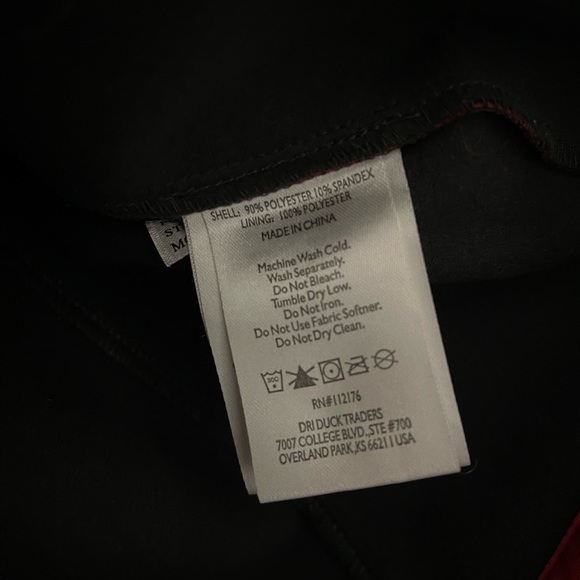 SHELL: 90% POLYESTER 10% SPANDEX
LINING: 100% POLYESTER
MADE IN CHINA
Machine Wash Cold.
Wash Separately.
Do Not Bleach.
Tumble Dry Low.
Do Not Iron.
Do Not Use Fabric Softner.
Do Not Dry Clean.
RN#112176
DRI DUCK TRADERS
7007 COLLEGE BLVD., STE #700
OVERLAND PARK, KS 66211 USA